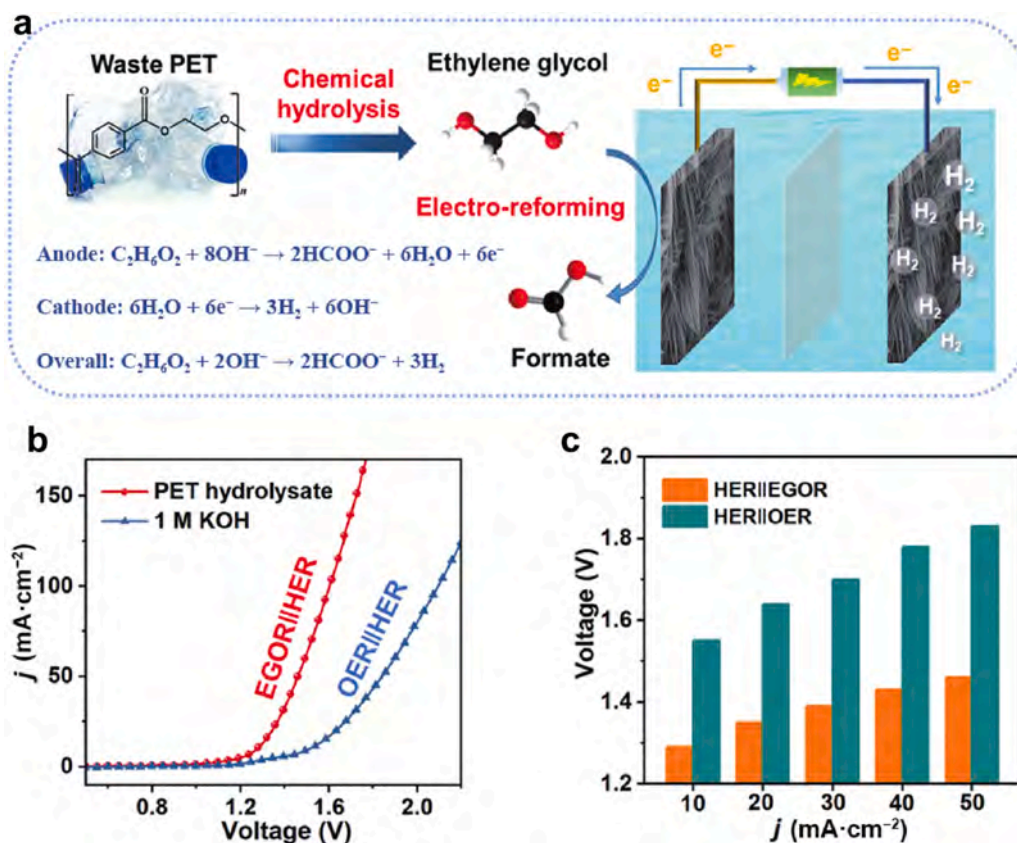 a
Waste PET
O
O
O
n
Chemical
hydrolysis
Ethylene glycol
Electro-reforming
Formate
e⁻
e⁻
e⁻
e⁻
H₂
H₂
H₂
H₂
H₂
H₂
H₂
Anode: C₂H₆O₂ + 8OH⁻ → 2HCOO⁻ + 6H₂O + 6e⁻
Cathode: 6H₂O + 6e⁻ → 3H₂ + 6OH⁻
Overall: C₂H₆O₂ + 2OH⁻ → 2HCOO⁻ + 3H₂
b
PET hydrolysate
1 M KOH
EGOR//HER
OER//HER
j (mA·cm⁻²)
150
100
50
0
0.8 1.2 1.6 2.0
Voltage (V)
c
HER||EGOR
HER||OER
Voltage (V)
2.0
1.8
1.6
1.4
1.2
10 20 30 40 50
j (mA·cm⁻²)